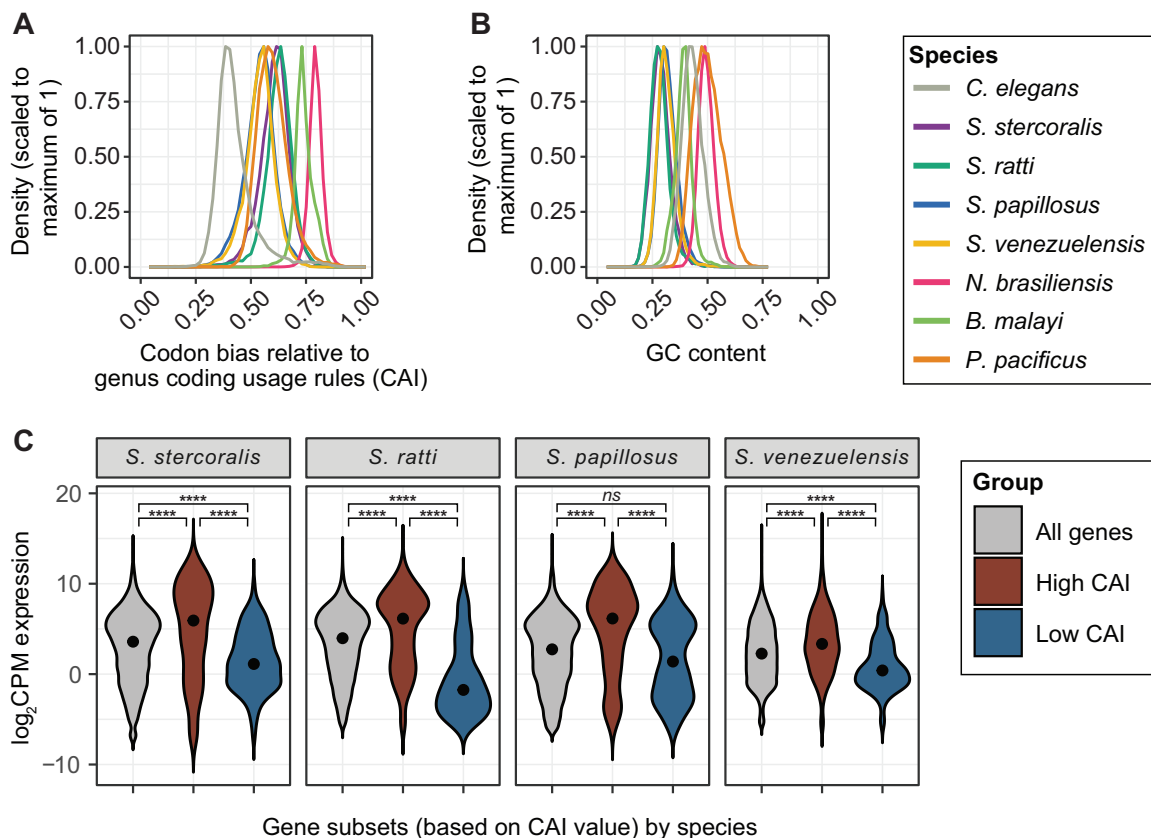 A
Density (scaled to
maximum of 1)
1.00
0.75
0.50
0.25
0.00
0.00
0.25
0.50
0.75
1.00
Codon bias relative to
genus coding usage rules (CAI)
B
Density (scaled to
maximum of 1)
1.00
0.75
0.50
0.25
0.00
0.00
0.25
0.50
0.75
1.00
GC content
Species
C. elegans
S. stercoralis
S. ratti
S. papillosus
S. venezuelensis
N. brasiliensis
B. malayi
P. pacificus
C
S. stercoralis
S. ratti
S. papillosus
S. venezuelensis
log₂CPM expression
20
10
0
−10
****
**** ****
****
**** ****
ns
**** ****
****
**** ****
Gene subsets (based on CAI value) by species
Group
All genes
High CAI
Low CAI